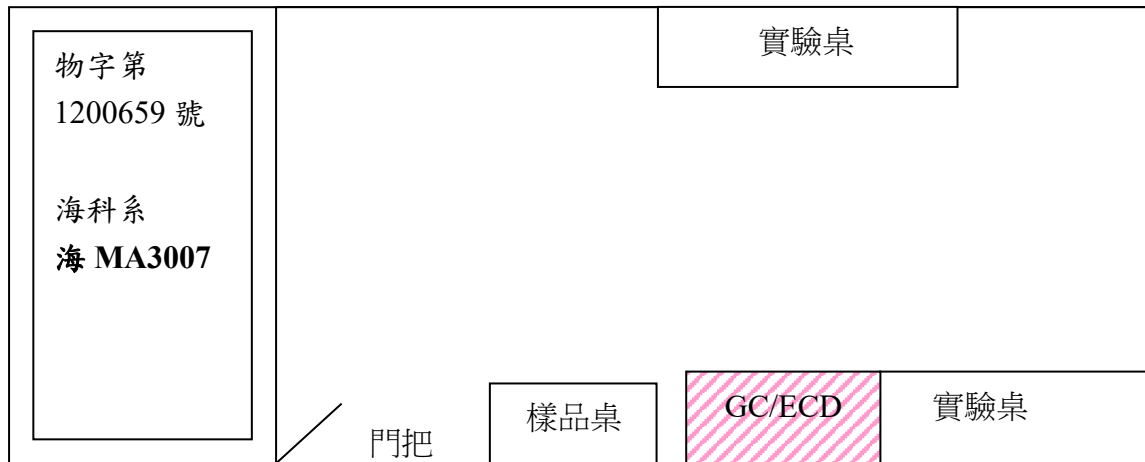 物字第
1200659 號
海科系
海 MA3007
實驗桌
門把
樣品桌
GC/ECD
實驗桌